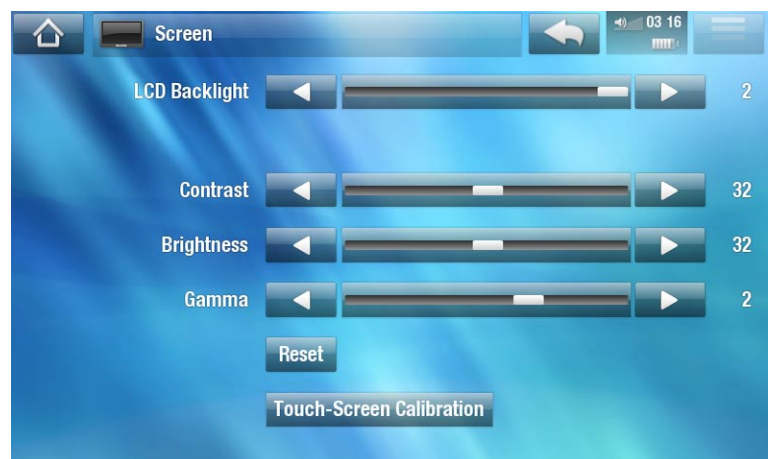 Screen
03 16
LCD Backlight 2
Contrast 32
Brightness 32
Gamma 2
Reset
Touch-Screen Calibration